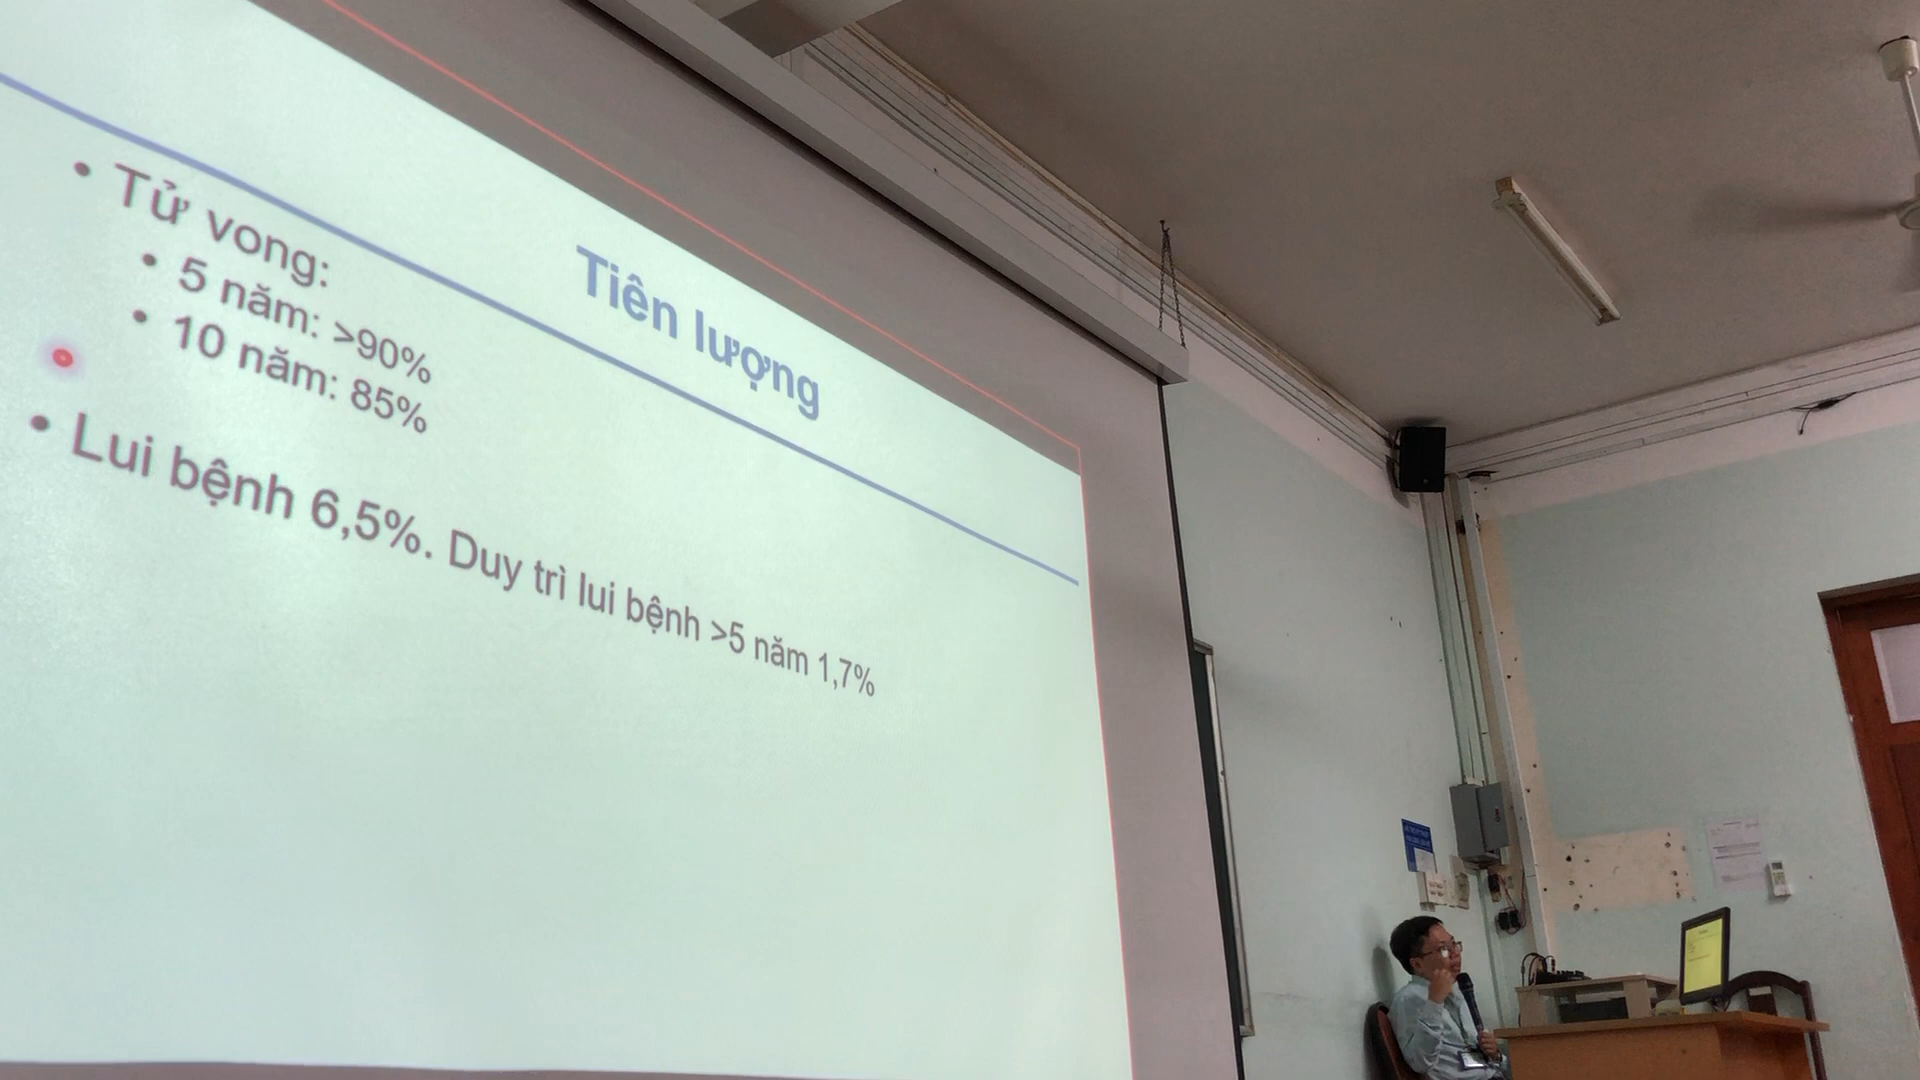 Tiên lượng
• Tử vong:
• 5 năm: >90%
• 10 năm: 85%
• Lui bệnh 6,5%. Duy trì lui bệnh >5 năm 1,7%